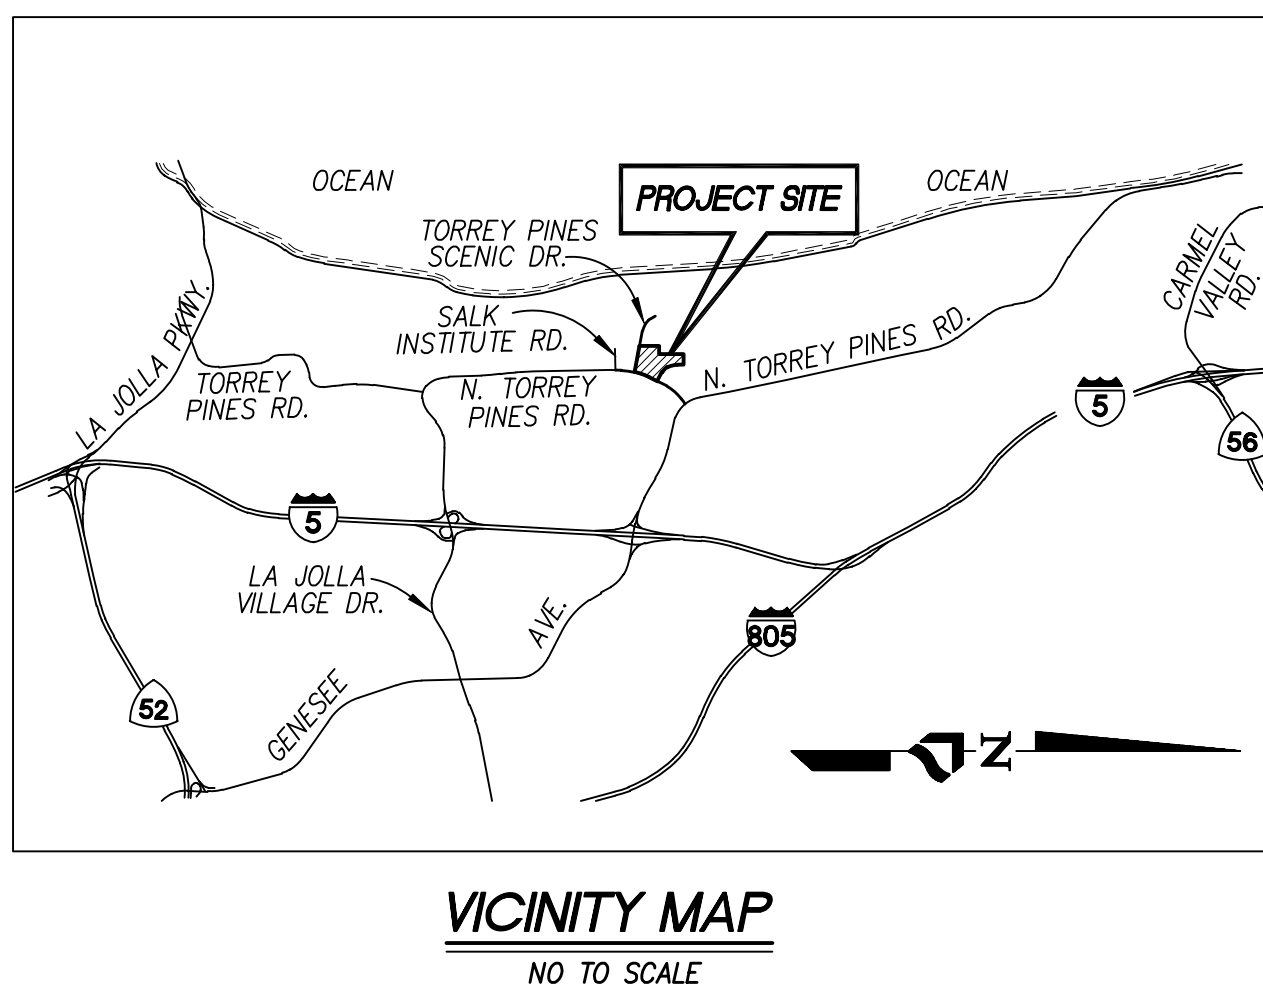 OCEAN
OCEAN
PROJECT SITE
TORREY PINES
SCENIC DR.
SALK
INSTITUTE RD.
LA JOLLA PKWY.
TORREY
PINES RD.
N. TORREY
PINES RD.
N. TORREY PINES RD.
CARMEL
VALLEY
RD.
5
56
5
LA JOLLA
VILLAGE DR.
GENESEE AVE.
805
52
N
VICINITY MAP
NO TO SCALE